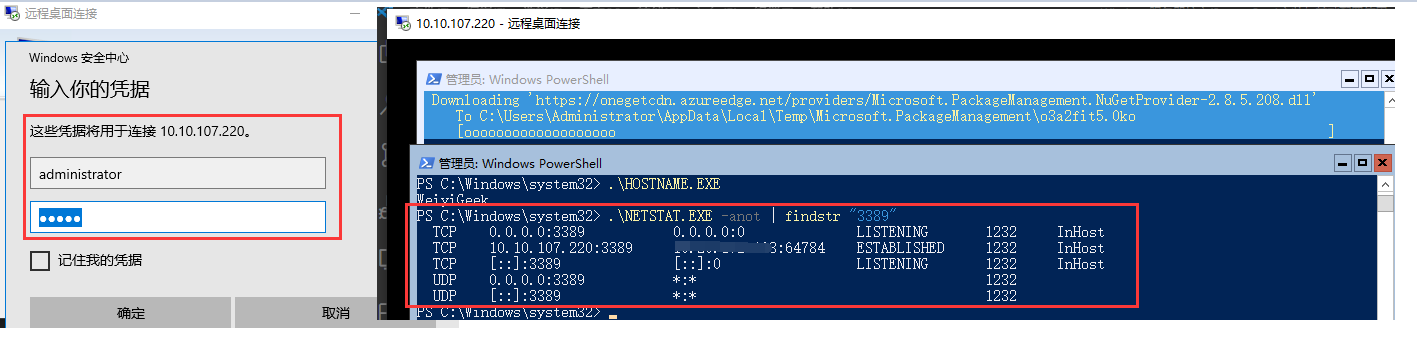 远程桌面连接
Windows 安全中心
输入你的凭据
这些凭据将用于连接 10.10.107.220。
administrator
●●●●●
记住我的凭据
确定
取消
10.10.107.220 - 远程桌面连接
管理员: Windows PowerShell
Downloading 'https://onegetcdn.azureedge.net/providers/Microsoft.PackageManagement.NuGetProvider-2.8.5.208.dll'
To C:\Users\Administrator\AppData\Local\Temp\Microsoft.PackageManagement\o3a2fit5.0ko
[ooooooooooooooooooo ]
管理员: Windows PowerShell
PS C:\Windows\system32> .\HOSTNAME.EXE
WeiyiGeek
PS C:\Windows\system32> .\NETSTAT.EXE -anot | findstr "3389"
TCP 0.0.0.0:3389 0.0.0.0:0 LISTENING 1232 InHost
TCP 10.10.107.220:3389 :64784 ESTABLISHED 1232 InHost
TCP [::]:3389 [::]:0 LISTENING 1232 InHost
UDP 0.0.0.0:3389 *:* 1232
UDP [::]:3389 *:* 1232
PS C:\Windows\system32>